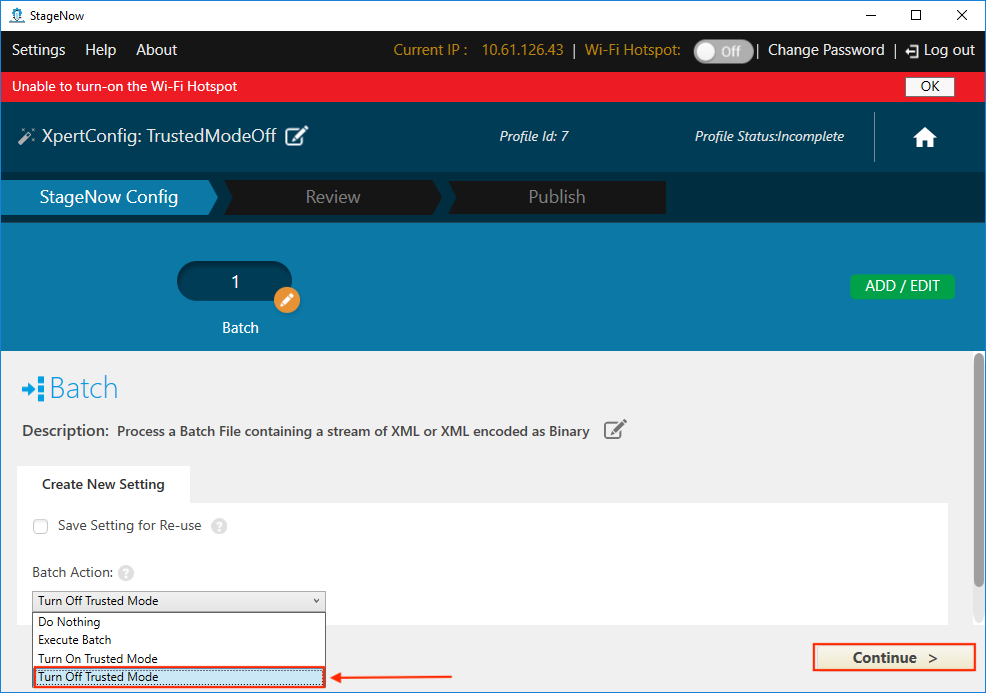 StageNow
Settings Help About Current IP : 10.61.126.43 | Wi-Fi Hotspot: Off | Change Password | Log out
Unable to turn-on the Wi-Fi Hotspot OK
XpertConfig: TrustedModeOff Profile Id: 7 Profile Status:Incomplete
StageNow Config Review Publish
1
ADD / EDIT
Batch
Batch
Description: Process a Batch File containing a stream of XML or XML encoded as Binary
Create New Setting
Save Setting for Re-use ?
Batch Action: ?
Turn Off Trusted Mode
Do Nothing
Execute Batch
Turn On Trusted Mode
Turn Off Trusted Mode
Continue >